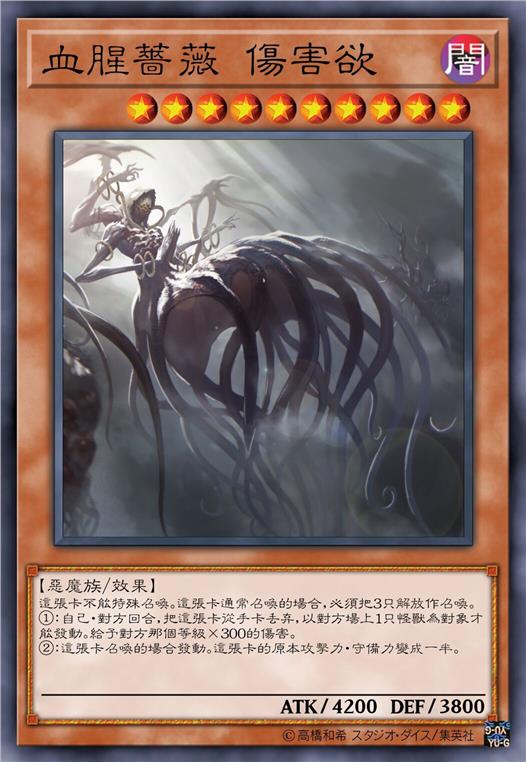 血腥薔薇 傷害欲
闇
【惡魔族/效果】
這張卡不能特殊召喚。這張卡通常召喚的場合,必須把3只解放作召喚。
①:自己·對方回合,把這張卡從手卡丟弃,以對方場上1只怪獸為對象才
能發動。給予對方那個等級×300的傷害。
②:這張卡召喚的場合發動。這張卡的原本攻擊力·守備力變成一半。
ATK/4200 DEF/3800
©高橋和希 スタジオ・ダイス/集英社
YU-G
YU-G